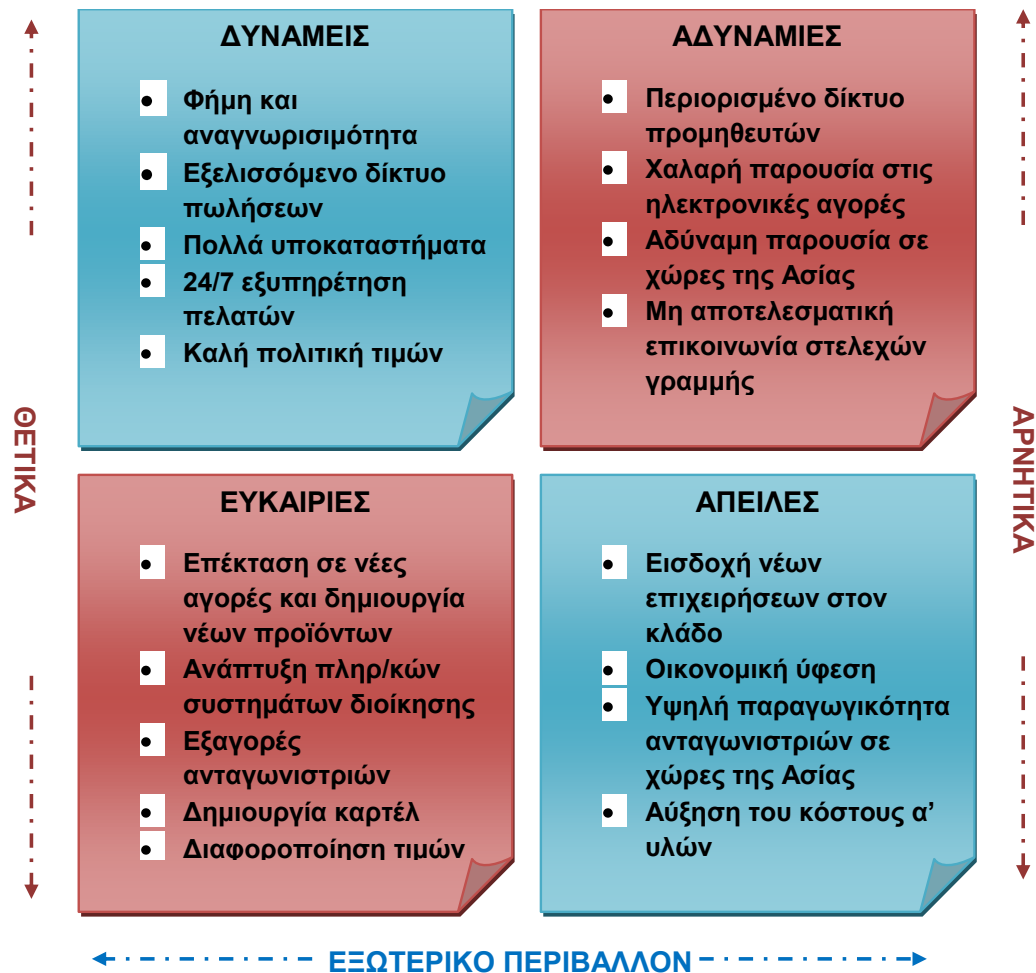 ΔΥΝΑΜΕΙΣ
• Φήμη και
αναγνωρισιμότητα
• Εξελισσόμενο δίκτυο
πωλήσεων
• Πολλά υποκαταστήματα
• 24/7 εξυπηρέτηση
πελατών
• Καλή πολιτική τιμών
ΑΔΥΝΑΜΙΕΣ
• Περιορισμένο δίκτυο
προμηθευτών
• Χαλαρή παρουσία στις
ηλεκτρονικές αγορές
• Αδύναμη παρουσία σε
χώρες της Ασίας
• Μη αποτελεσματική
επικοινωνία στελεχών
γραμμής
ΘΕΤΙΚΑ
ΑΡΝΗΤΙΚΑ
ΕΥΚΑΙΡΙΕΣ
• Επέκταση σε νέες
αγορές και δημιουργία
νέων προϊόντων
• Ανάπτυξη πληρ/κών
συστημάτων διοίκησης
• Εξαγορές
ανταγωνιστριών
• Δημιουργία καρτέλ
• Διαφοροποίηση τιμών
ΑΠΕΙΛΕΣ
• Εισδοχή νέων
επιχειρήσεων στον
κλάδο
• Οικονομική ύφεση
• Υψηλή παραγωγικότητα
ανταγωνιστριών σε
χώρες της Ασίας
• Αύξηση του κόστους α’
υλών
ΕΞΩΤΕΡΙΚΟ ΠΕΡΙΒΑΛΛΟΝ